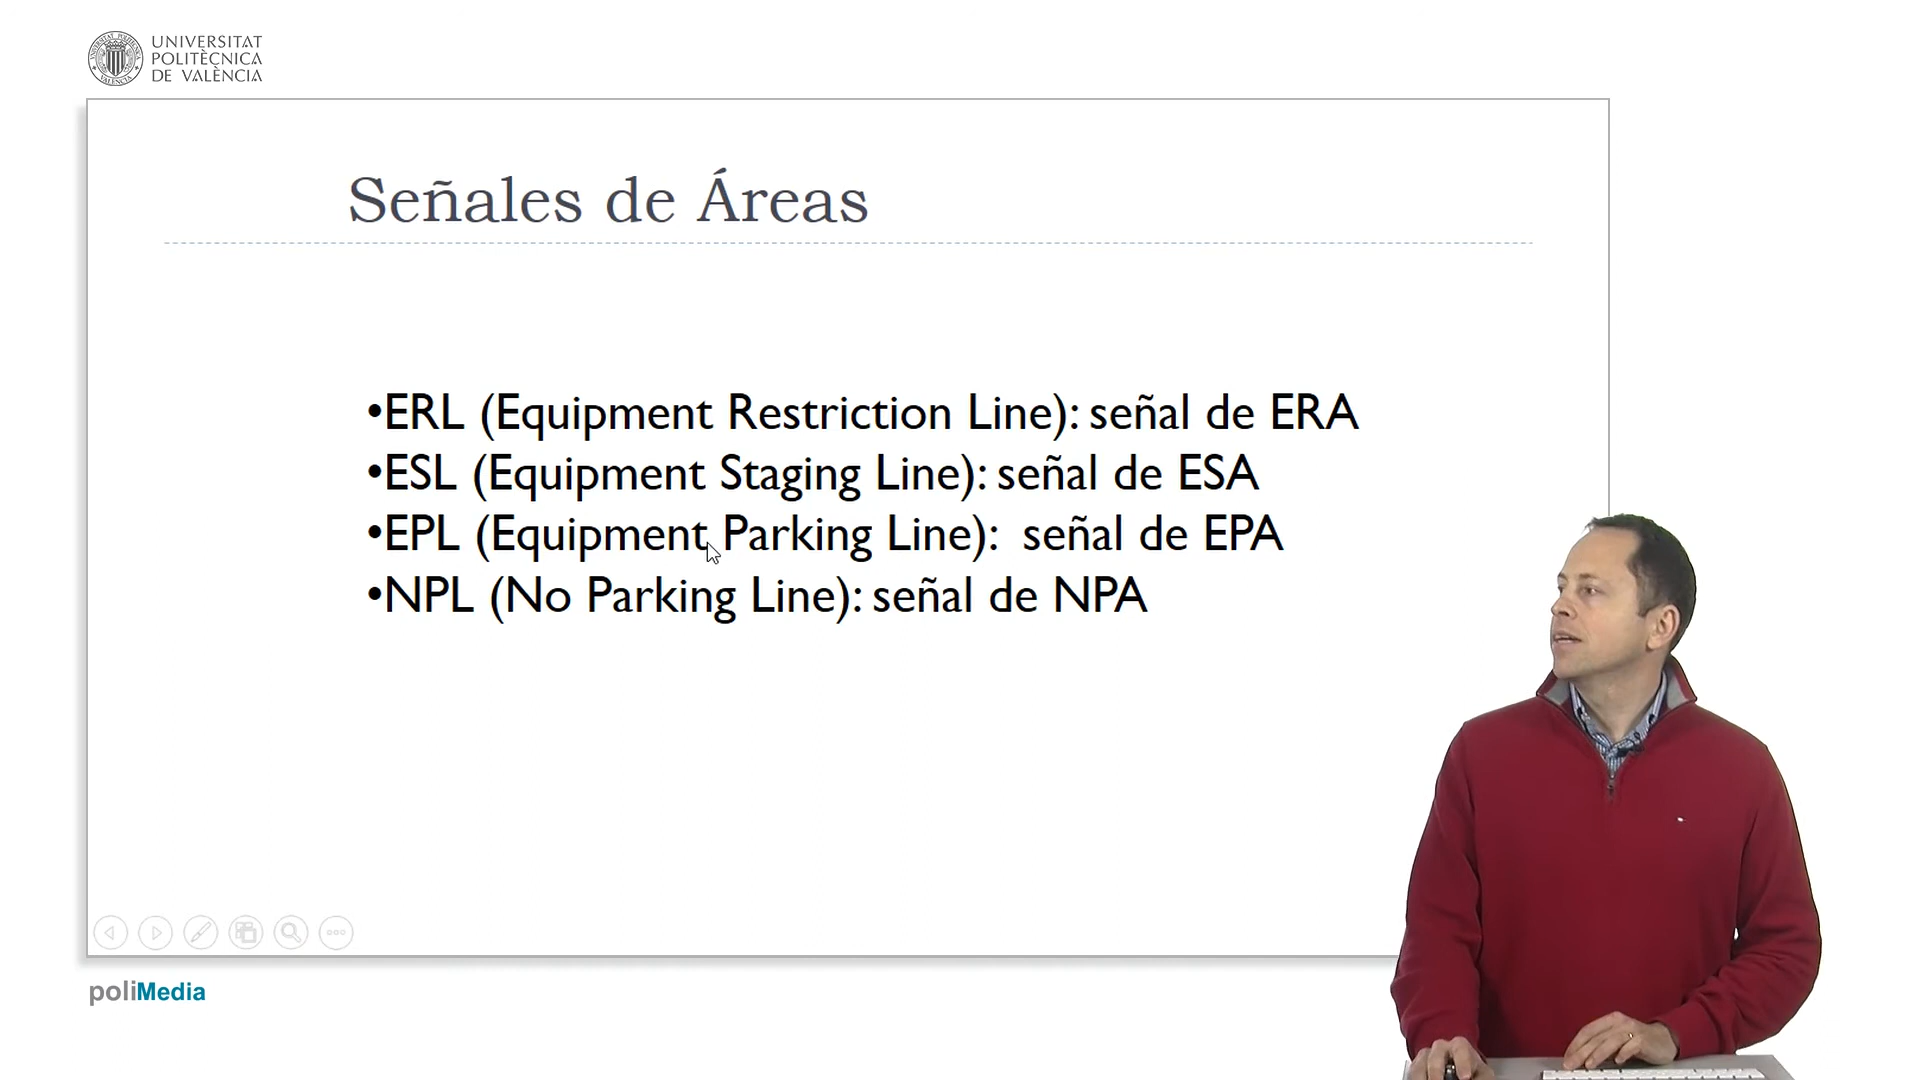 UNIVERSITAT
POLITÈCNICA
DE VALÈNCIA
Señales de Áreas
•ERL (Equipment Restriction Line): señal de ERA
•ESL (Equipment Staging Line): señal de ESA
•EPL (Equipment Parking Line):  señal de EPA
•NPL (No Parking Line): señal de NPA
poliMedia